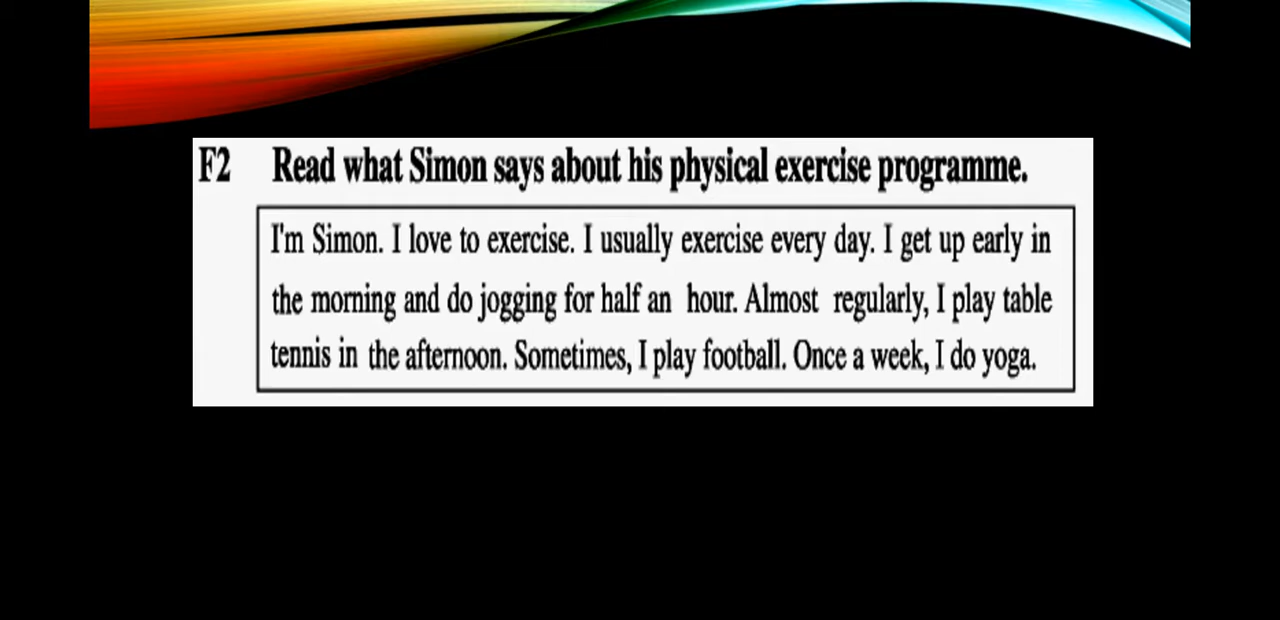 F2 Read what Simon says about his physical exercise programme.
I'm Simon. I love to exercise. I usually exercise every day. I get up early in
the morning and do jogging for half an hour. Almost regularly, I play table
tennis in the afternoon. Sometimes, I play football. Once a week, I do yoga.